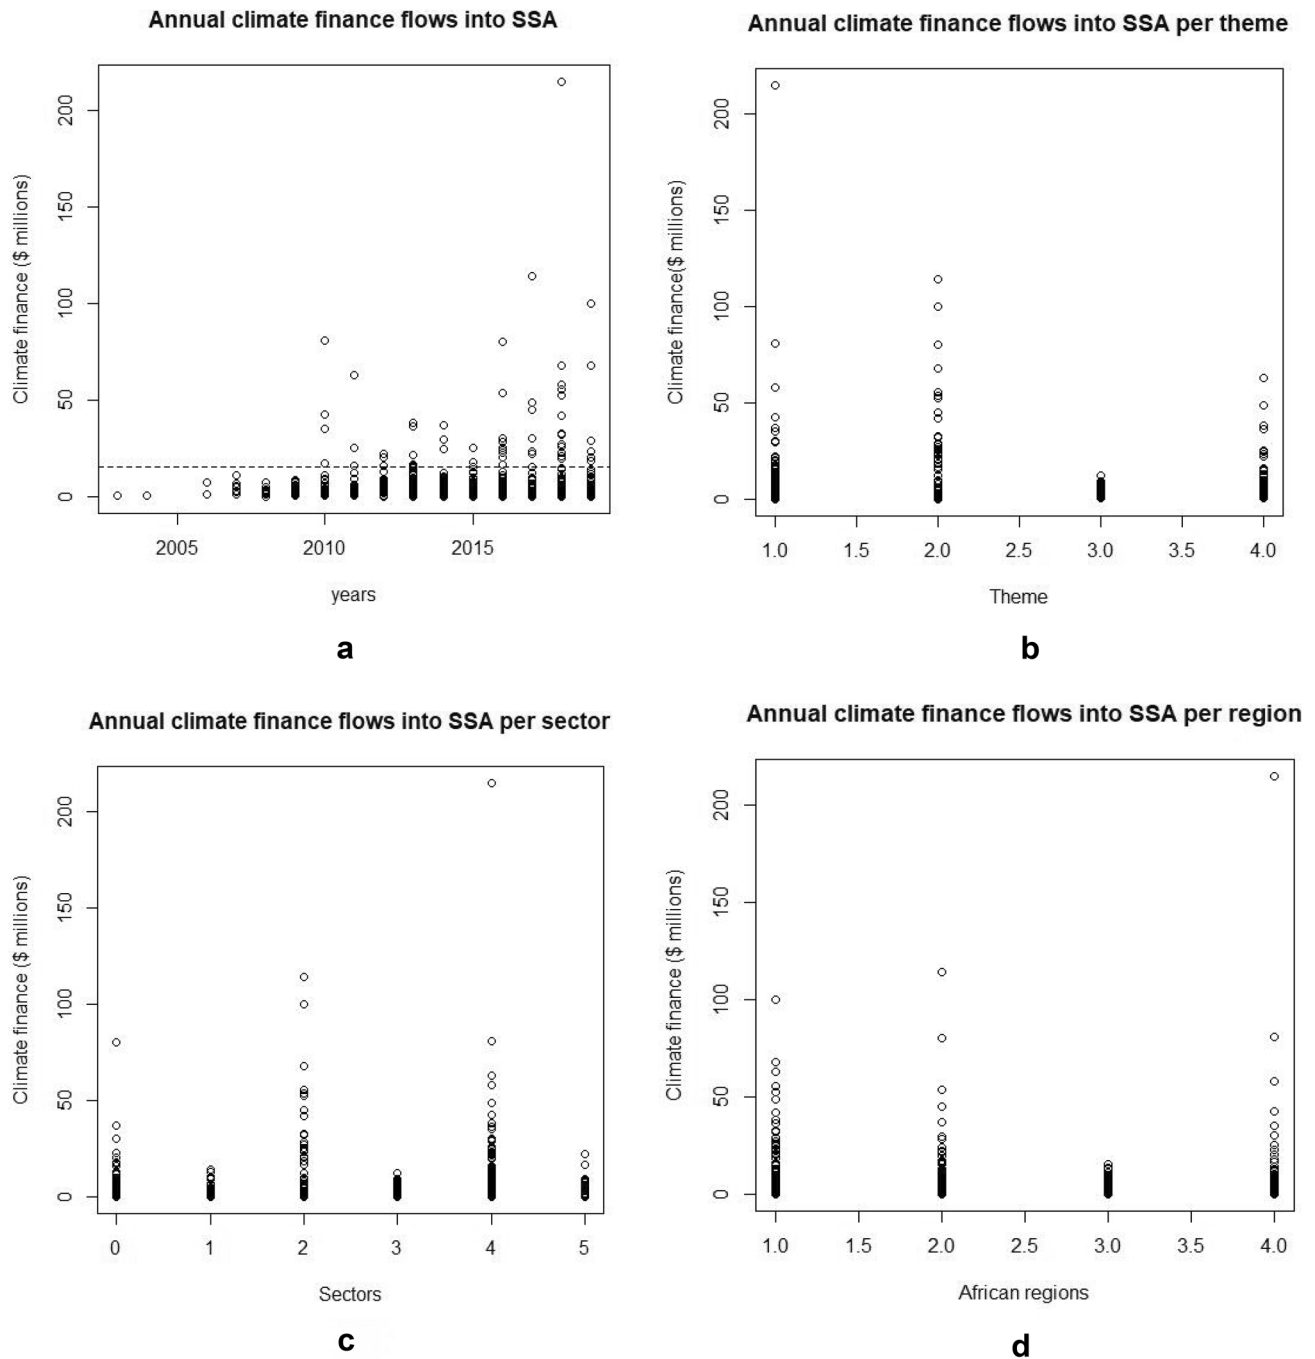 Annual climate finance flows into SSA
Climate finance ($ millions)
0
50
100
150
200
2005
2010
2015
years
a
Annual climate finance flows into SSA per theme
Climate finance($ millions)
0
50
100
150
200
1.0
1.5
2.0
2.5
3.0
3.5
4.0
Theme
b
Annual climate finance flows into SSA per sector
Climate finance ($ millions)
0
50
100
150
200
0
1
2
3
4
5
Sectors
c
Annual climate finance flows into SSA per region
Climate finance ($ millions)
0
50
100
150
200
1.0
1.5
2.0
2.5
3.0
3.5
4.0
African regions
d